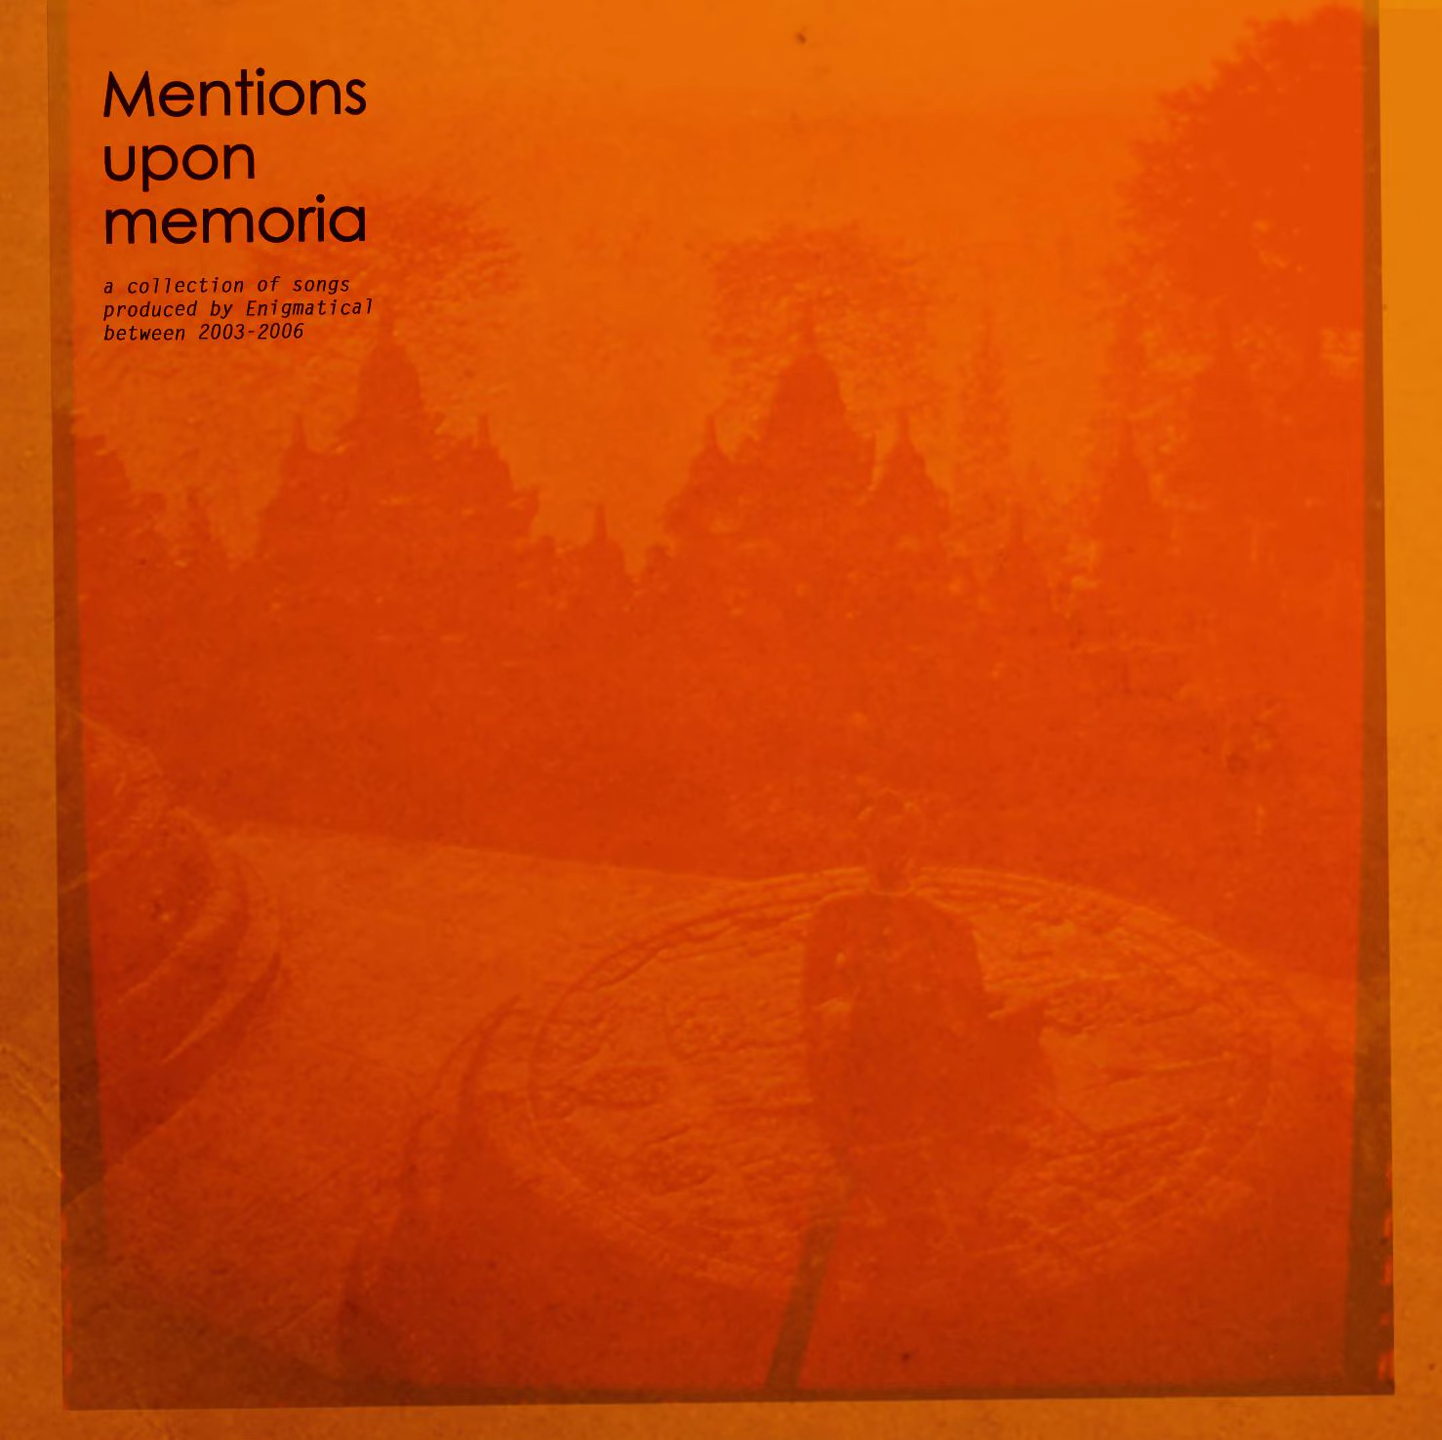 Mentions
upon
memoria
a collection of songs
produced by Enigmatical
between 2003-2006